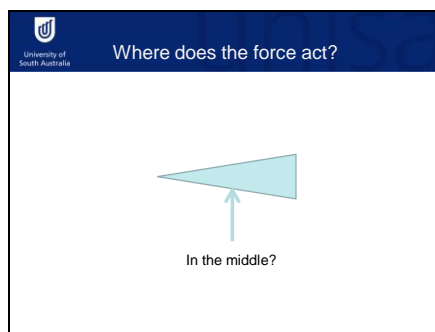 University of
South Australia
Where does the force act?
In the middle?